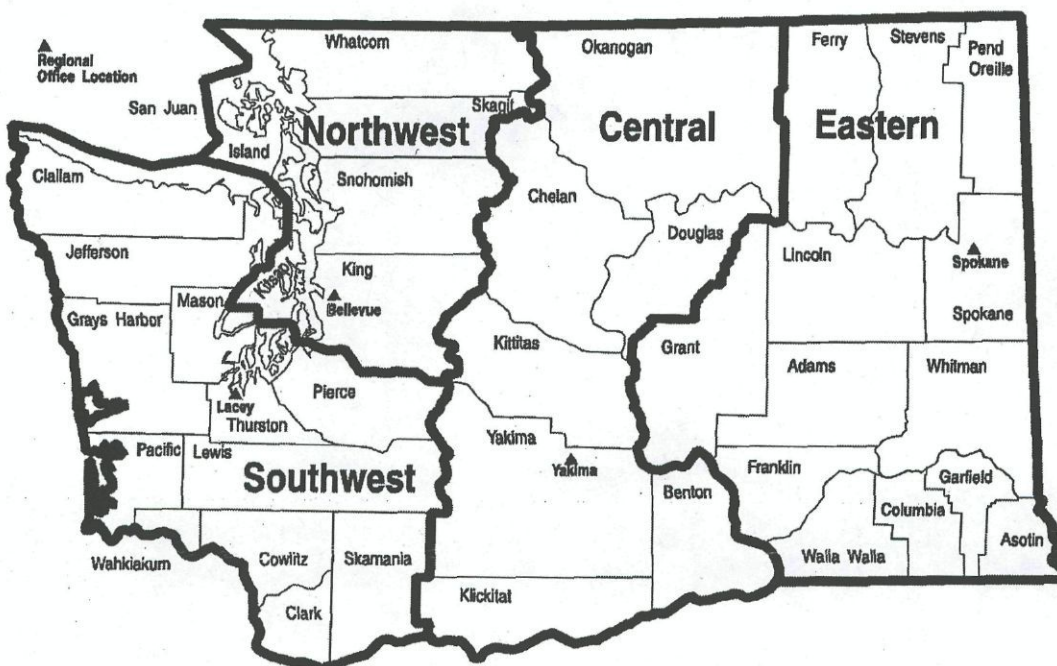 Regional
Office Location
San Juan
Whatcom
Skagit
Northwest
Island
Snohomish
King
Bellevue
Kitsap
Clallam
Jefferson
Mason
Grays Harbor
Pierce
Lacey
Thurston
Pacific
Lewis
Southwest
Wahkiakum
Cowlitz
Skamania
Clark
Okanogan
Central
Chelan
Douglas
Kittitas
Yakima
Yakima
Benton
Klickitat
Ferry
Stevens
Pend
Oreille
Eastern
Lincoln
Spokane
Spokane
Grant
Adams
Whitman
Franklin
Garfield
Columbia
Walla Walla
Asotin